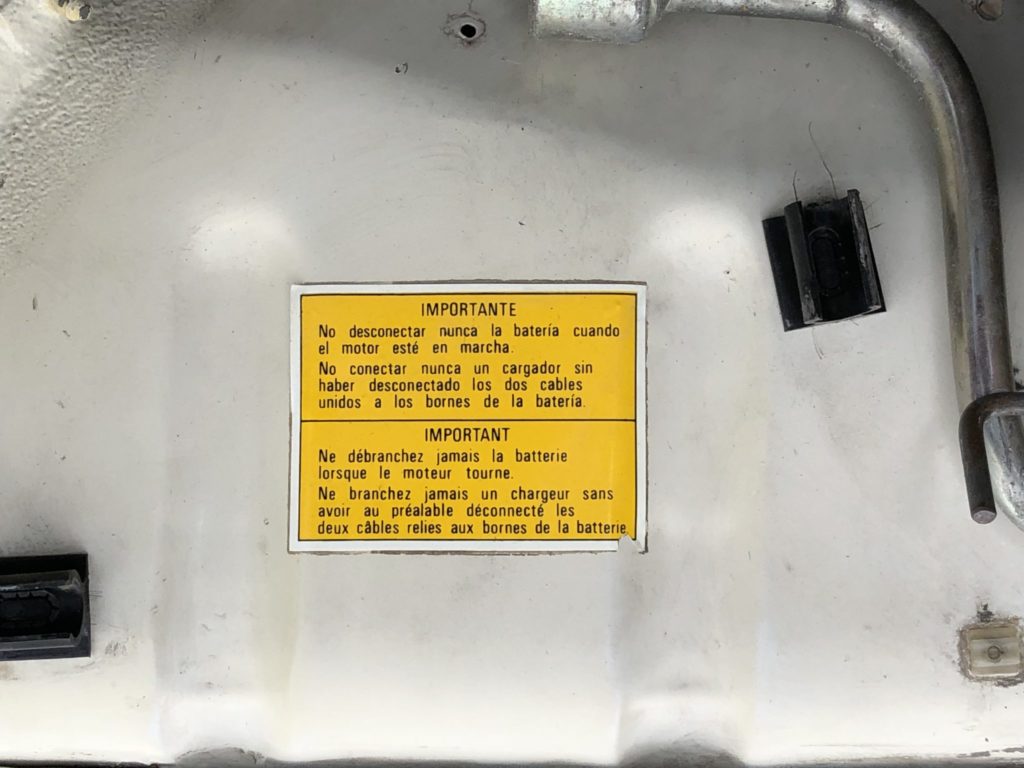 IMPORTANTE
No desconectar nunca la batería cuando
el motor esté en marcha.
No conectar nunca un cargador sin
haber desconectado los dos cables
unidos a los bornes de la batería.
IMPORTANT
Ne débranchez jamais la batterie
lorsque le moteur tourne.
Ne branchez jamais un chargeur sans
avoir au préalable déconnecté les
deux câbles reliés aux bornes de la batterie